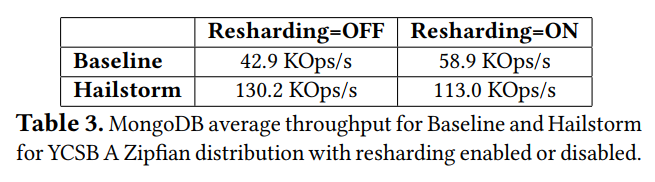 Resharding=OFF Resharding=ON
Baseline 42.9 KOps/s 58.9 KOps/s
Hailstorm 130.2 KOps/s 113.0 KOps/s
Table 3. MongoDB average throughput for Baseline and Hailstorm
for YCSB A Zipfian distribution with resharding enabled or disabled.